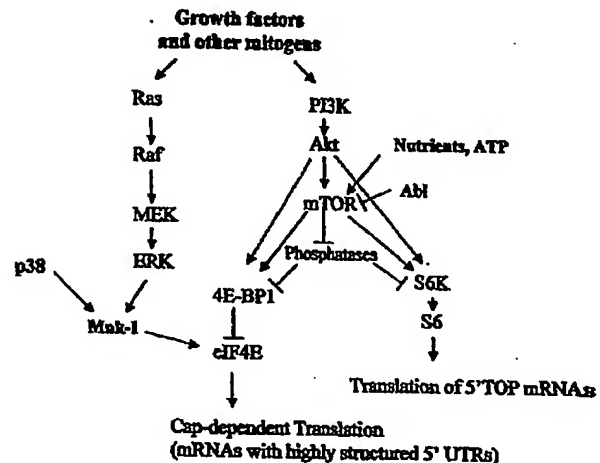 Growth factors
and other mitogens
Ras
PI3K
Raf
Akt
Nutrients, ATP
mTOR
Abl
MEK
Phosphatases
p38
ERK
4E-BP1
S6K
Mnk-1
eIF4E
S6
Translation of 5'TOP mRNAs
Cap-dependent Translation
(mRNAs with highly structured 5' UTRs)